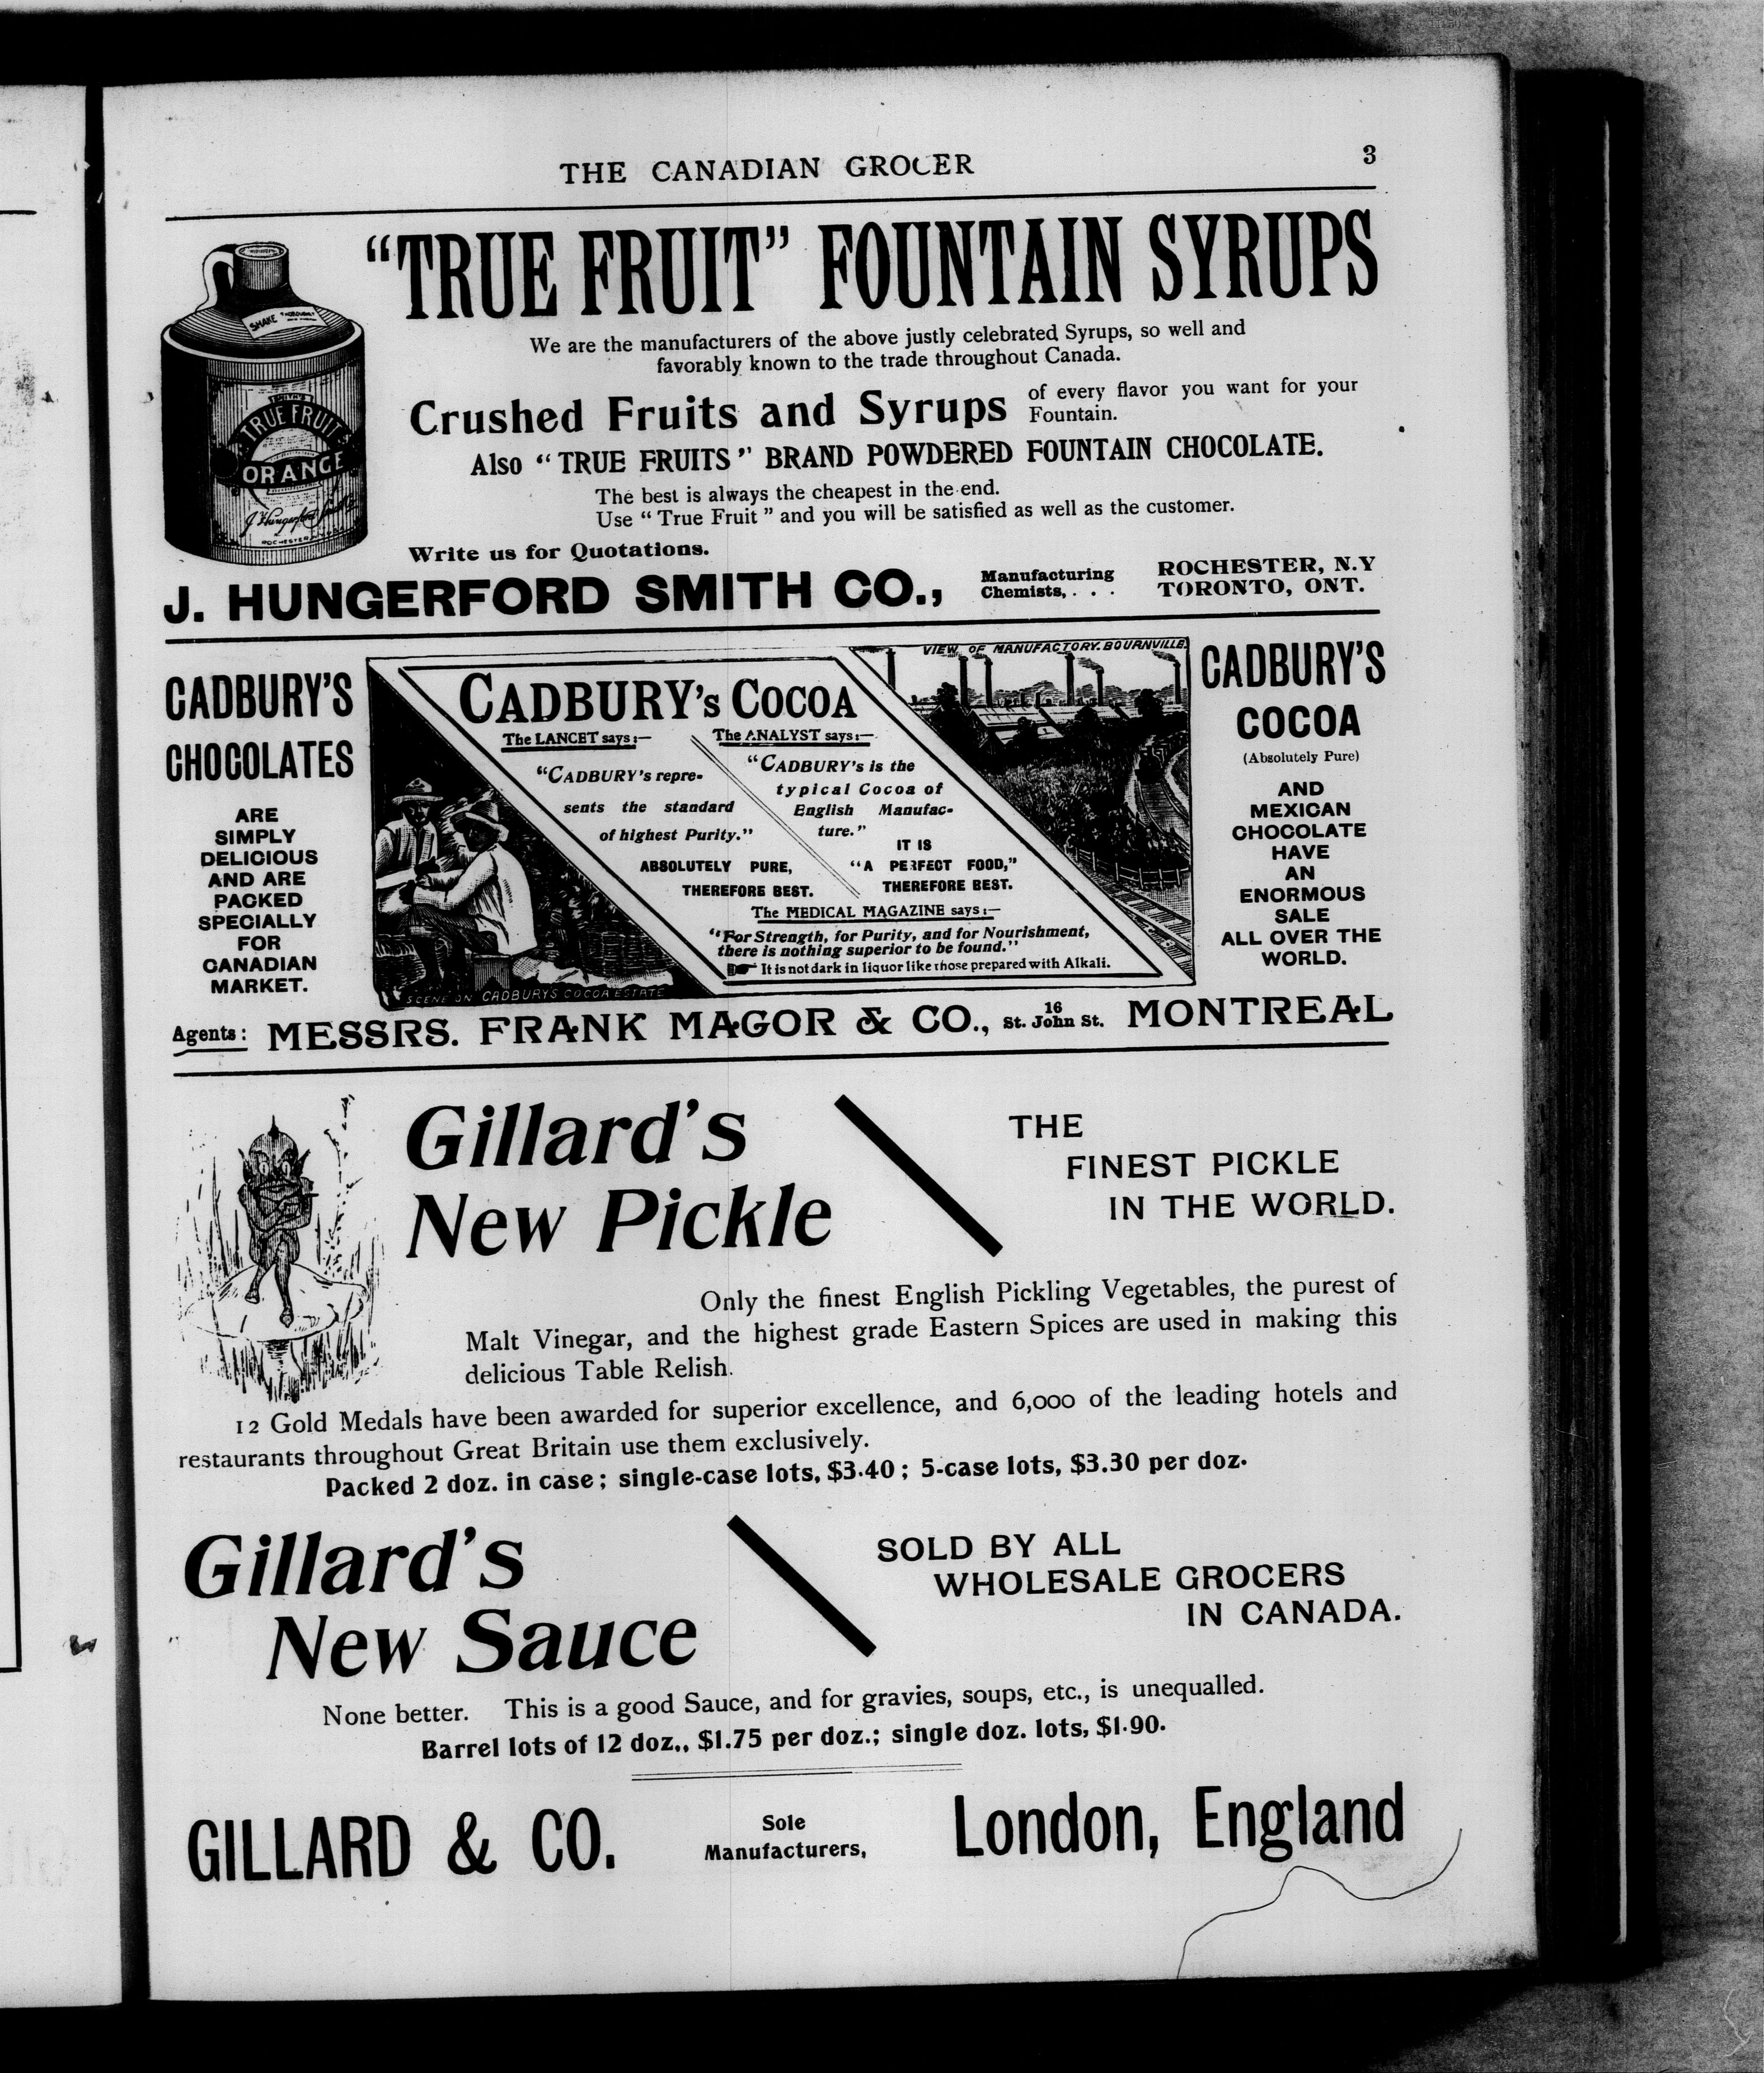 THE CANADIAN GROCER
3
"TRUE FRUIT" FOUNTAIN SYRUPS
SHAKE THOROUGHLY
TRUE FRUIT
ORANGE
J. Hungerford Smith Co.
ROCHESTER
We are the manufacturers of the above justly celebrated Syrups, so well and
favorably known to the trade throughout Canada.
Crushed Fruits and Syrups
of every flavor you want for your
Fountain.
Also "TRUE FRUITS" BRAND POWDERED FOUNTAIN CHOCOLATE.
The best is always the cheapest in the end.
Use "True Fruit" and you will be satisfied as well as the customer.
Write us for Quotations.
J. HUNGERFORD SMITH CO.,
Manufacturing
Chemists, . . .
ROCHESTER, N.Y
TORONTO, ONT.
CADBURY'S
CHOCOLATES
ARE
SIMPLY
DELICIOUS
AND ARE
PACKED
SPECIALLY
FOR
CANADIAN
MARKET.
CADBURY's COCOA
The LANCET says:—
"CADBURY's repre-
sents the standard
of highest Purity."
ABSOLUTELY PURE,
THEREFORE BEST.
The ANALYST says:—
"CADBURY's is the
typical Cocoa of
English Manufac-
ture."
IT IS
"A PERFECT FOOD,"
THEREFORE BEST.
The MEDICAL MAGAZINE says:—
"For Strength, for Purity, and for Nourishment,
there is nothing superior to be found."
☛ It is not dark in liquor like those prepared with Alkali.
SCENE ON CADBURY'S COCOA ESTATE
VIEW OF MANUFACTORY. BOURNVILLE.
CADBURY'S
COCOA
(Absolutely Pure)
AND
MEXICAN
CHOCOLATE
HAVE
AN
ENORMOUS
SALE
ALL OVER THE
WORLD.
Agents: MESSRS. FRANK MAGOR & CO., 16 St. John St. MONTREAL
Gillard's
New Pickle
THE
FINEST PICKLE
IN THE WORLD.
Only the finest English Pickling Vegetables, the purest of
Malt Vinegar, and the highest grade Eastern Spices are used in making this
delicious Table Relish.
12 Gold Medals have been awarded for superior excellence, and 6,000 of the leading hotels and
restaurants throughout Great Britain use them exclusively.
Packed 2 doz. in case; single-case lots, $3.40; 5-case lots, $3.30 per doz.
Gillard's
New Sauce
SOLD BY ALL
WHOLESALE GROCERS
IN CANADA.
None better. This is a good Sauce, and for gravies, soups, etc., is unequalled.
Barrel lots of 12 doz., $1.75 per doz.; single doz. lots, $1.90.
GILLARD & CO.
Sole
Manufacturers,
London, England